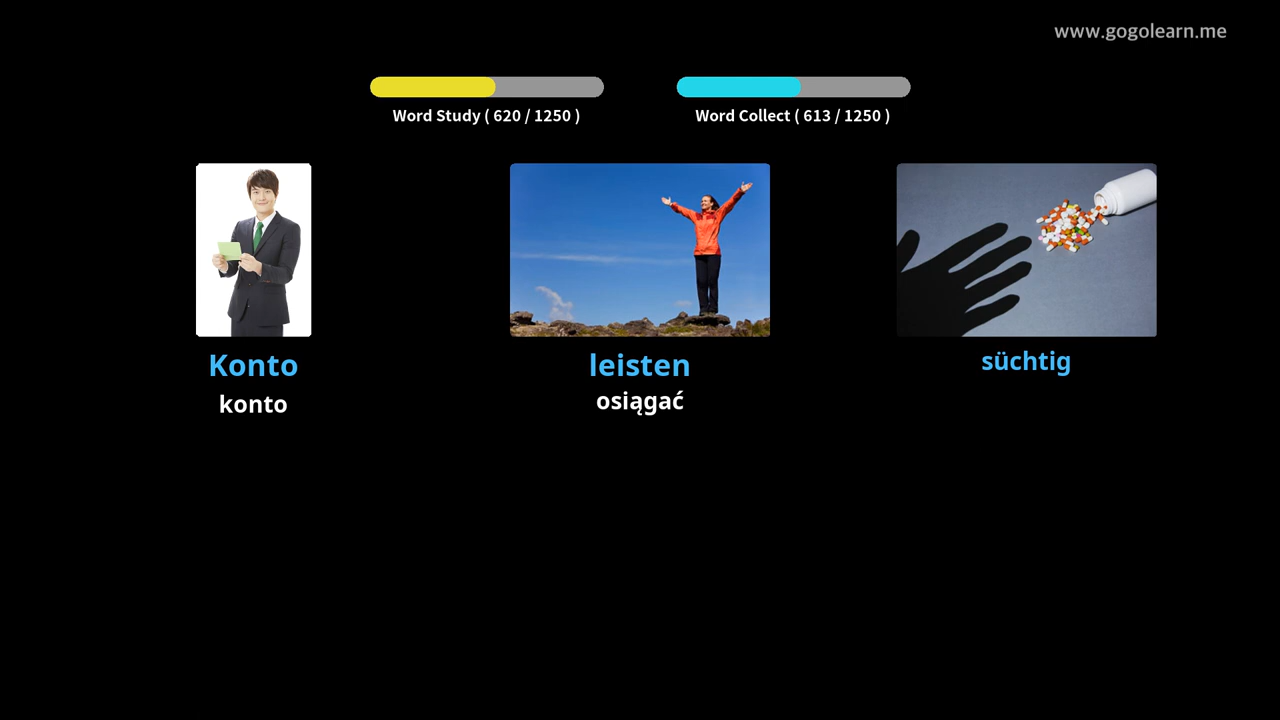 www.gogolearn.me
Word Study ( 620 / 1250 )
Word Collect ( 613 / 1250 )
Konto
leisten
süchtig
konto
osiągać